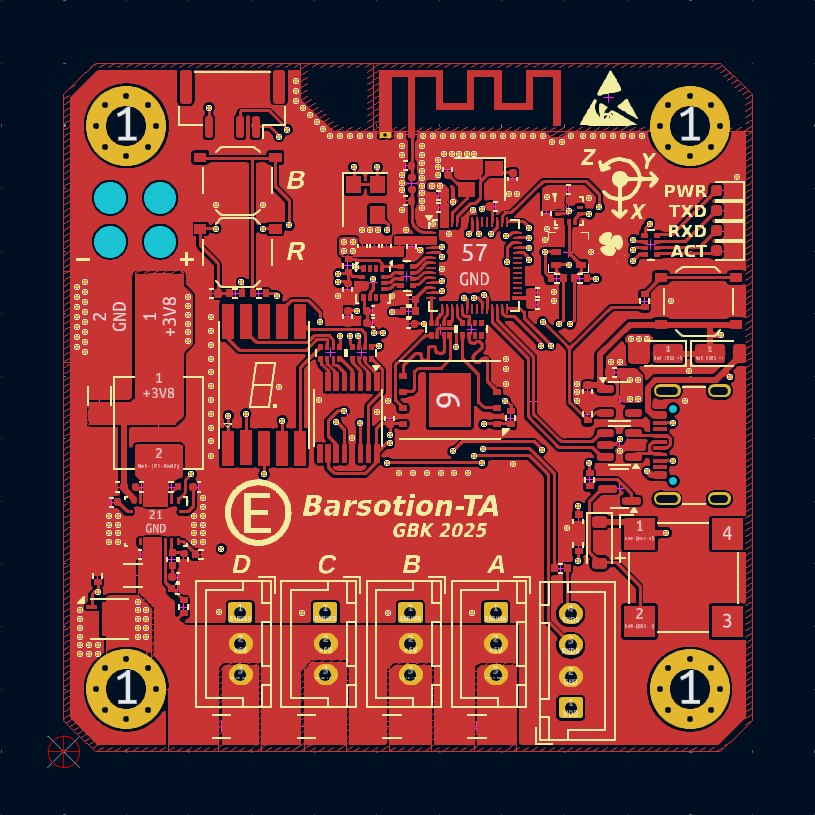 1
1
Z
Y
X
B
PWR
TXD
RXD
ACT
R
57
GND
-
+
2
GND
1
+3V8
1
+3V8
9
2
21
GND
E
Barsotion-TA
GBK 2025
1
4
+
2
3
D
C
B
A
1
1